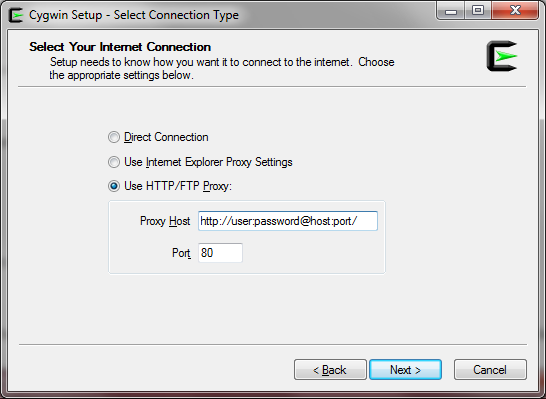 Cygwin Setup - Select Connection Type
Select Your Internet Connection
Setup needs to know how you want it to connect to the internet. Choose
the appropriate settings below.
Direct Connection
Use Internet Explorer Proxy Settings
Use HTTP/FTP Proxy:
Proxy Host http://user:password@host:port/
Port 80
< Back Next > Cancel